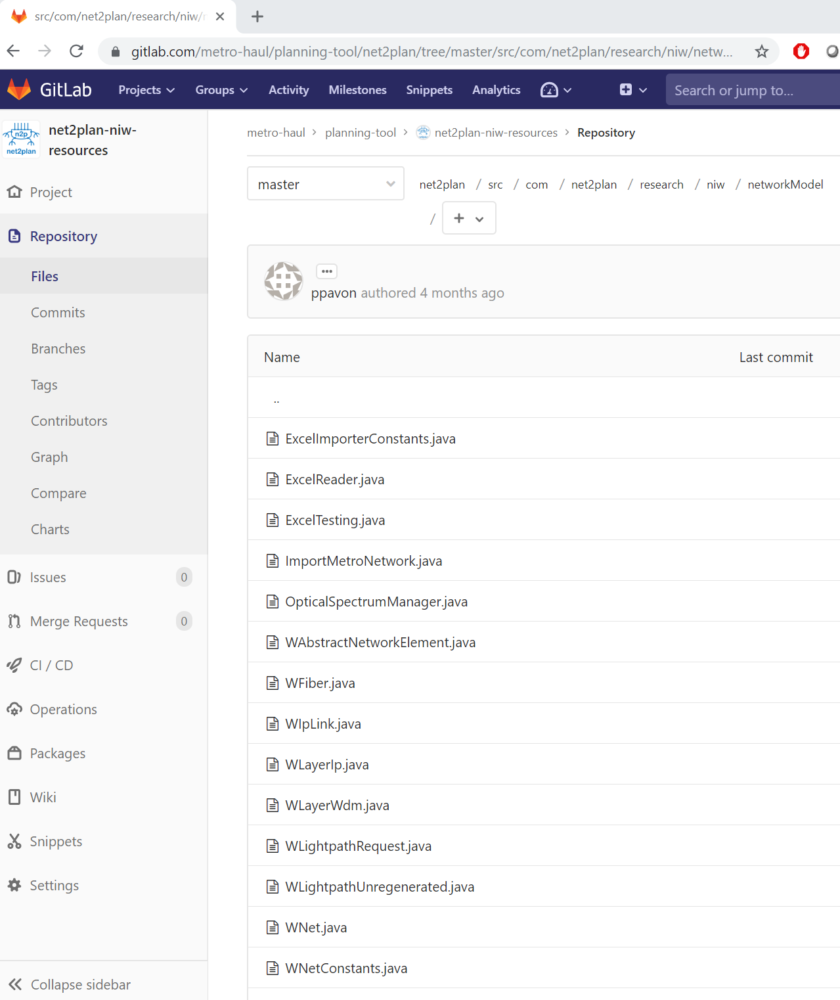 src/com/net2plan/research/niw/
gitlab.com/metro-haul/planning-tool/net2plan/tree/master/src/com/net2plan/research/niw/netw...
GitLab Projects Groups Activity Milestones Snippets Analytics Search or jump to...
n2p
net2plan
net2plan-niw-
resources
Project
Repository
Files
Commits
Branches
Tags
Contributors
Graph
Compare
Charts
Issues 0
Merge Requests 0
CI / CD
Operations
Packages
Wiki
Snippets
Settings
Collapse sidebar
metro-haul > planning-tool > net2plan-niw-resources > Repository
master
net2plan / src / com / net2plan / research / niw / networkModel
/ +
...
ppavon authored 4 months ago
Name Last commit
..
ExcelImporterConstants.java
ExcelReader.java
ExcelTesting.java
ImportMetroNetwork.java
OpticalSpectrumManager.java
WAbstractNetworkElement.java
WFiber.java
WIpLink.java
WLayerIp.java
WLayerWdm.java
WLightpathRequest.java
WLightpathUnregenerated.java
WNet.java
WNetConstants.java